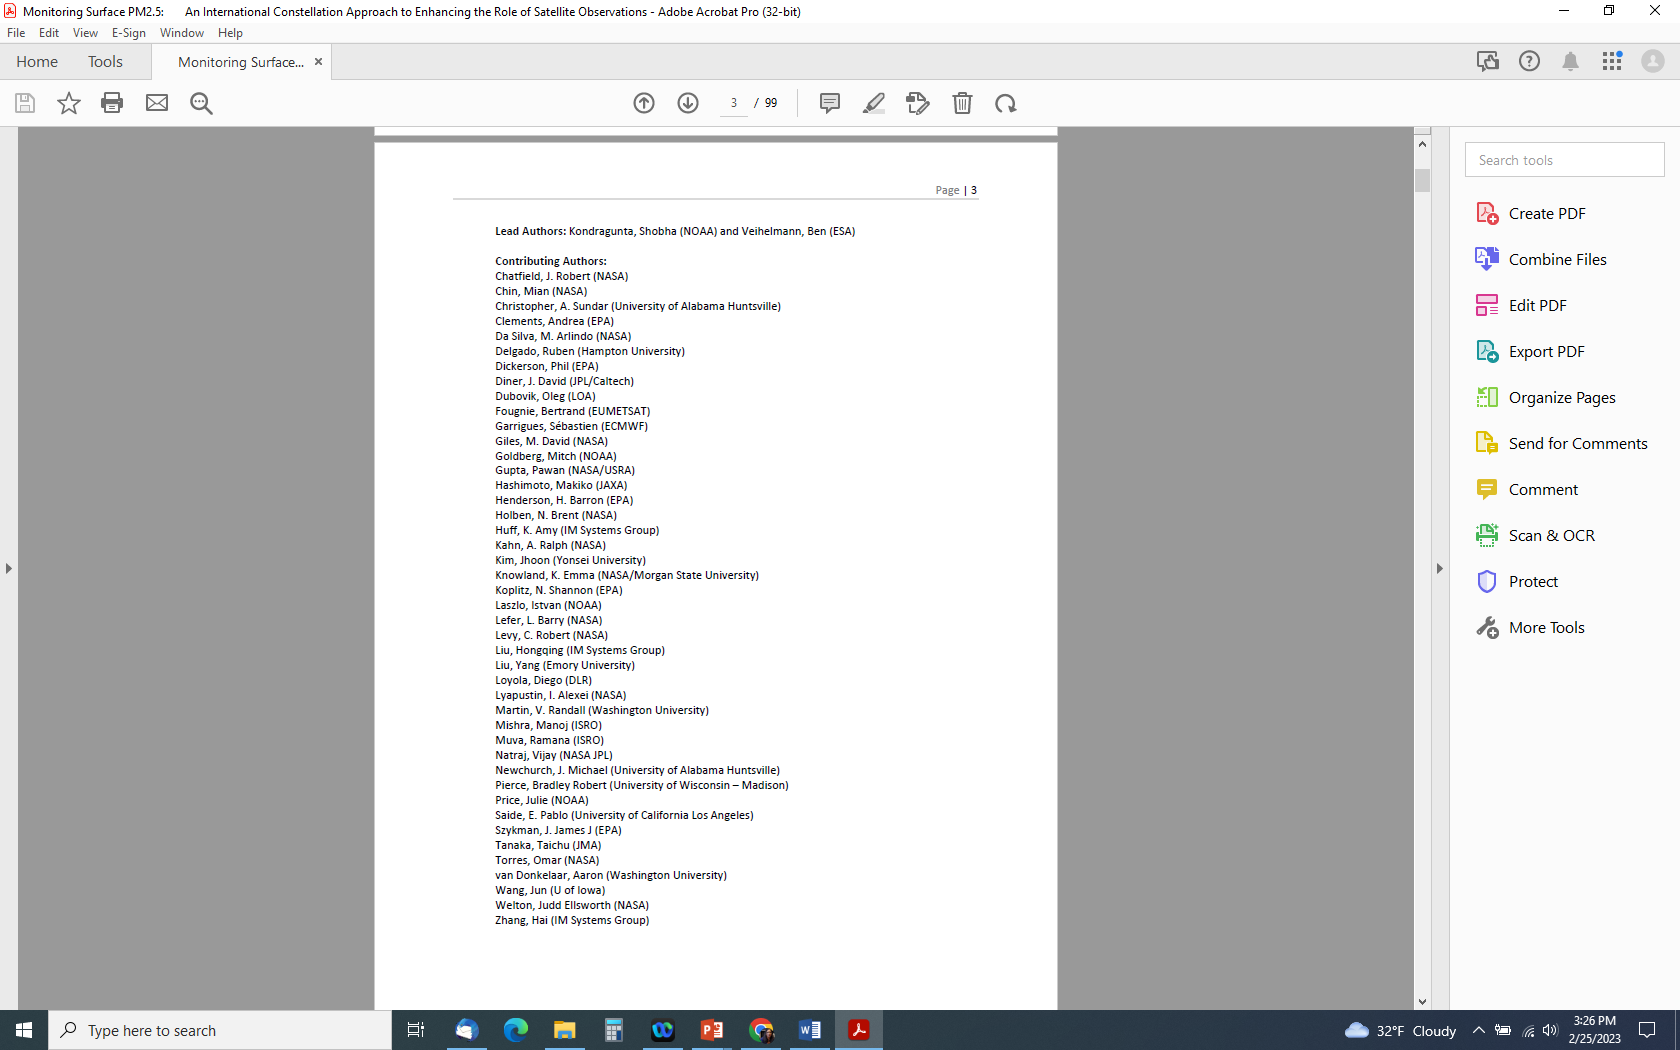 Monitoring Surface PM2.5: An International Constellation Approach to Enhancing the Role of Satellite Observations - Adobe Acrobat Pro (32-bit)
File Edit View E-Sign Window Help
Home Tools Monitoring Surface... ×
3 / 99
Search tools
Create PDF
Combine Files
Edit PDF
Export PDF
Organize Pages
Send for Comments
Comment
Scan & OCR
Protect
More Tools
Page | 3
Lead Authors: Kondragunta, Shobha (NOAA) and Veihelmann, Ben (ESA)
Contributing Authors:
Chatfield, J. Robert (NASA)
Chin, Mian (NASA)
Christopher, A. Sundar (University of Alabama Huntsville)
Clements, Andrea (EPA)
Da Silva, M. Arlindo (NASA)
Delgado, Ruben (Hampton University)
Dickerson, Phil (EPA)
Diner, J. David (JPL/Caltech)
Dubovik, Oleg (LOA)
Fougnie, Bertrand (EUMETSAT)
Garrigues, Sébastien (ECMWF)
Giles, M. David (NASA)
Goldberg, Mitch (NOAA)
Gupta, Pawan (NASA/USRA)
Hashimoto, Makiko (JAXA)
Henderson, H. Barron (EPA)
Holben, N. Brent (NASA)
Huff, K. Amy (IM Systems Group)
Kahn, A. Ralph (NASA)
Kim, Jhoon (Yonsei University)
Knowland, K. Emma (NASA/Morgan State University)
Koplitz, N. Shannon (EPA)
Laszlo, Istvan (NOAA)
Lefer, L. Barry (NASA)
Levy, C. Robert (NASA)
Liu, Hongqing (IM Systems Group)
Liu, Yang (Emory University)
Loyola, Diego (DLR)
Lyapustin, I. Alexei (NASA)
Martin, V. Randall (Washington University)
Mishra, Manoj (ISRO)
Muva, Ramana (ISRO)
Natraj, Vijay (NASA JPL)
Newchurch, J. Michael (University of Alabama Huntsville)
Pierce, Bradley Robert (University of Wisconsin – Madison)
Price, Julie (NOAA)
Saide, E. Pablo (University of California Los Angeles)
Szykman, J. James J (EPA)
Tanaka, Taichu (JMA)
Torres, Omar (NASA)
van Donkelaar, Aaron (Washington University)
Wang, Jun (U of Iowa)
Welton, Judd Ellsworth (NASA)
Zhang, Hai (IM Systems Group)
Type here to search
32°F Cloudy
3:26 PM
2/25/2023